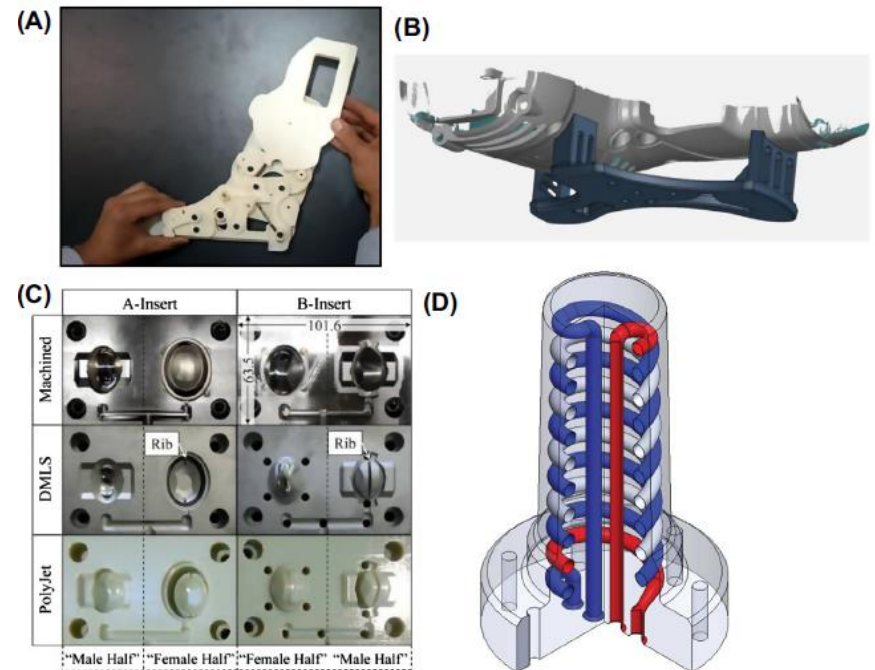 (A)
(B)
(C)
A-Insert B-Insert
Machined
101.6
63.5
DMLS
Rib
Rib
PolyJet
“Male Half” “Female Half” “Female Half” “Male Half”
(D)